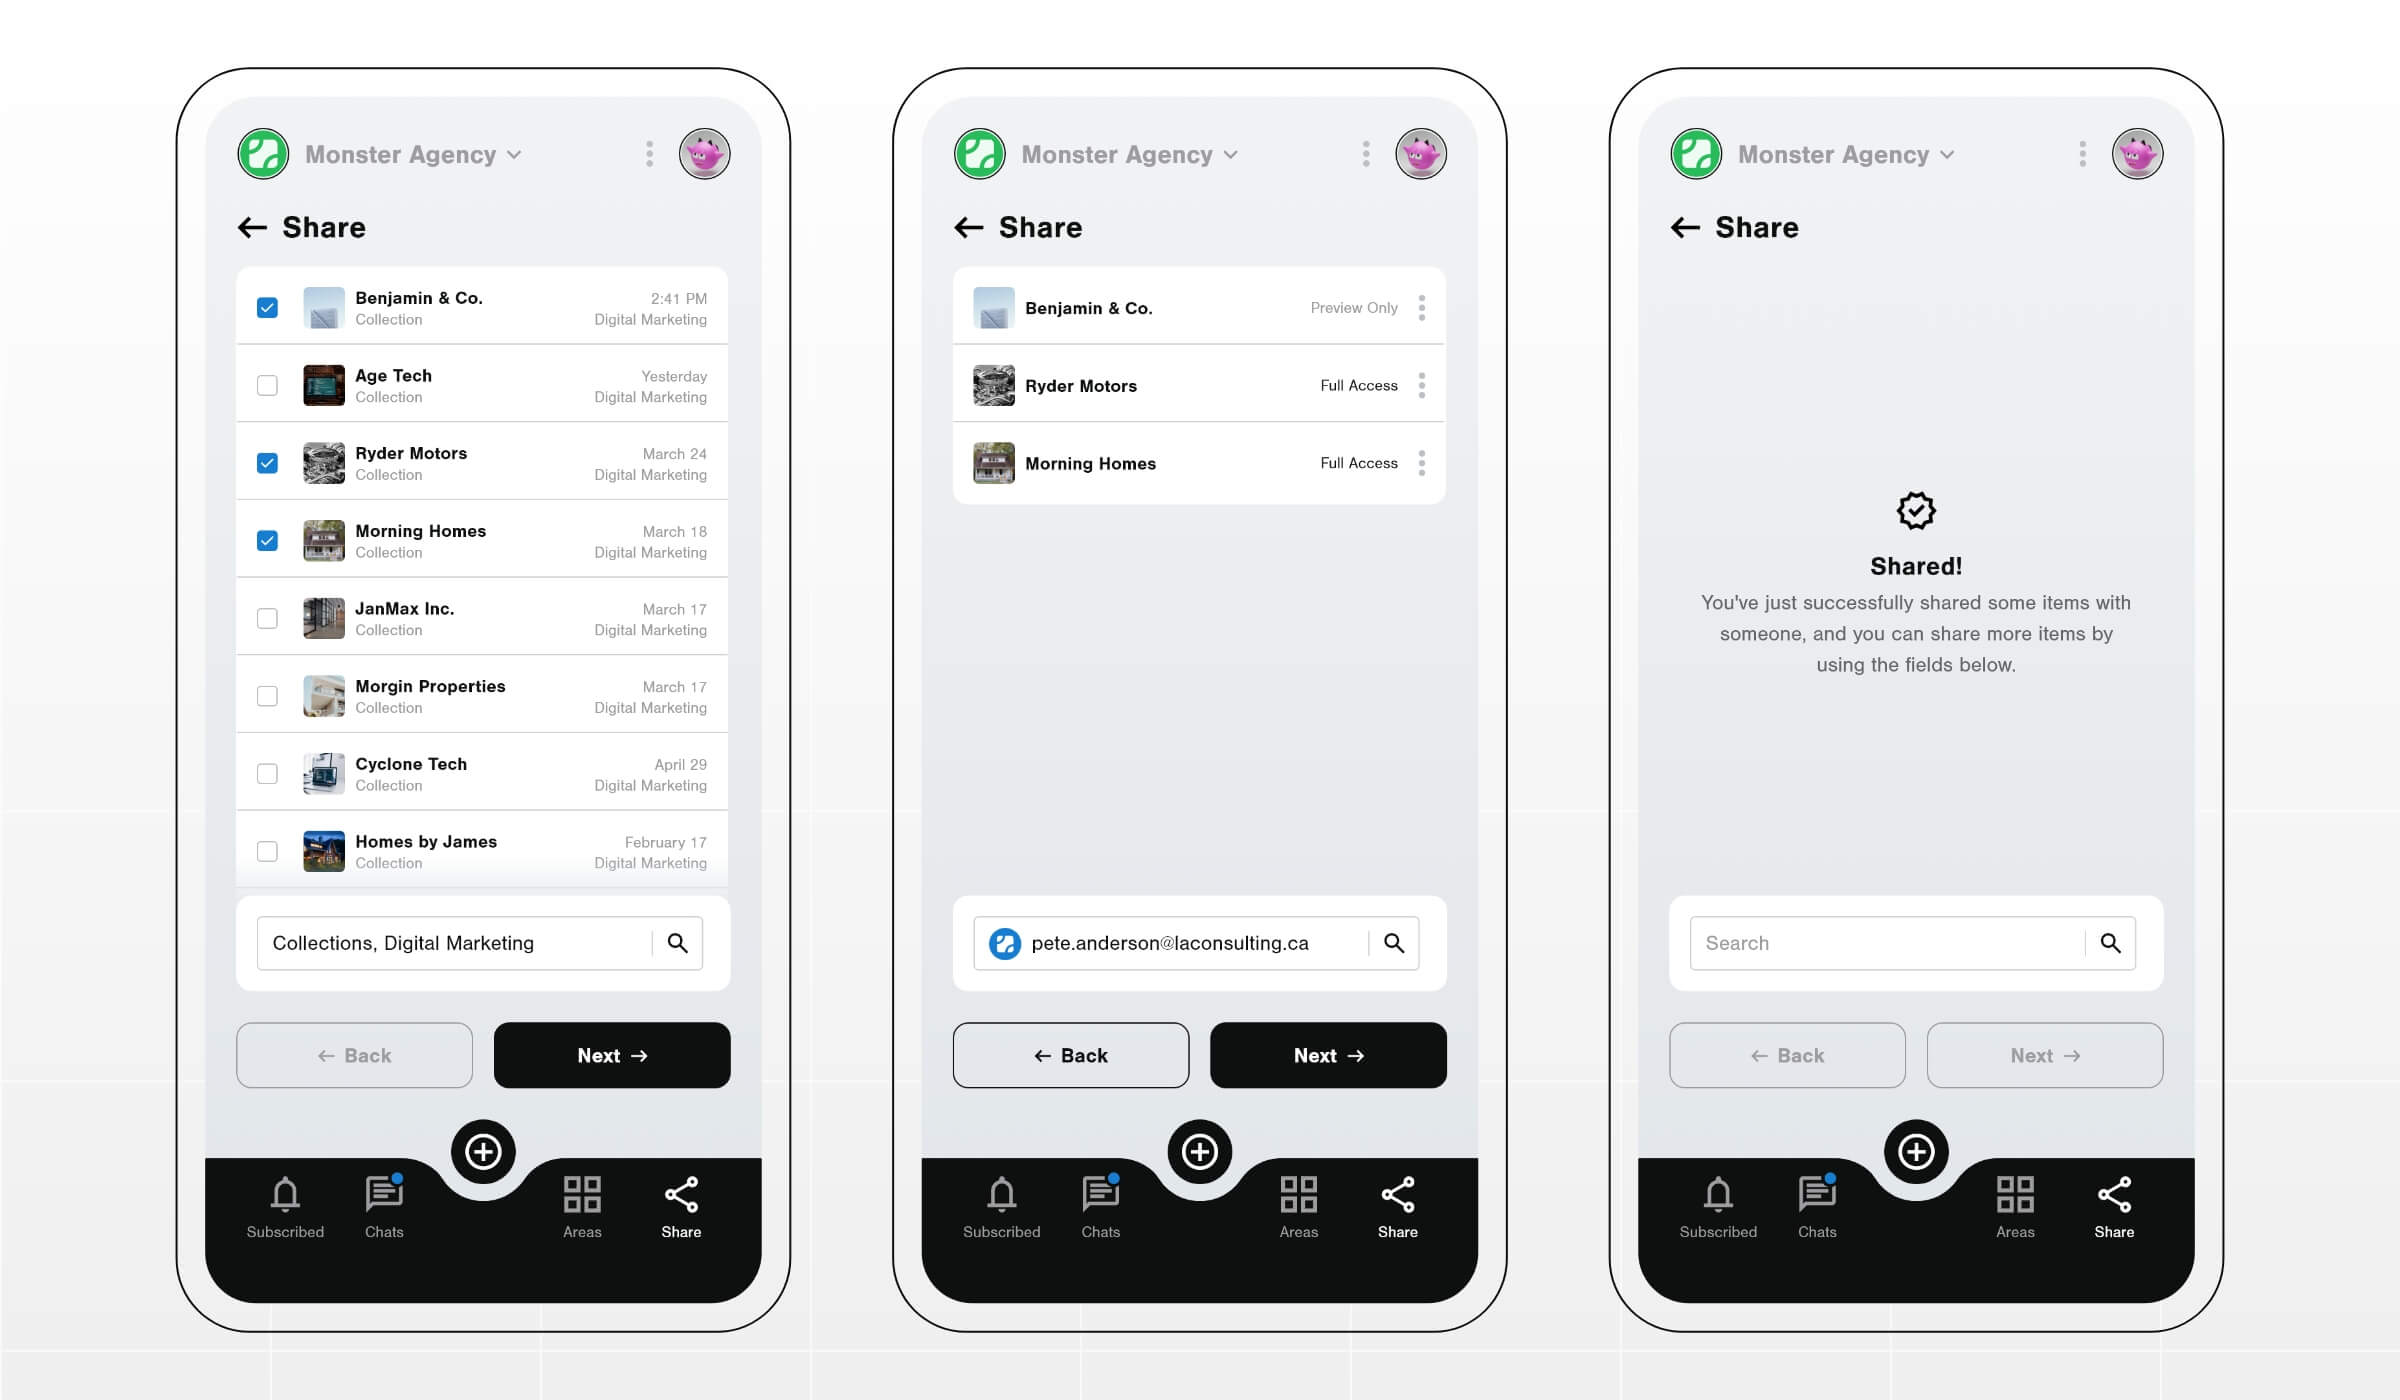 Monster Agency
Share
Benjamin & Co.
2:41 PM
Collection
Digital Marketing
Age Tech
Yesterday
Collection
Digital Marketing
Ryder Motors
March 24
Collection
Digital Marketing
Morning Homes
March 18
Collection
Digital Marketing
JanMax Inc.
March 17
Collection
Digital Marketing
Morgin Properties
March 17
Collection
Digital Marketing
Cyclone Tech
April 29
Collection
Digital Marketing
Homes by James
February 17
Collection
Digital Marketing
Collections, Digital Marketing
← Back
Next →
Subscribed
Chats
Areas
Share
Monster Agency
Share
Benjamin & Co.
Preview Only
Ryder Motors
Full Access
Morning Homes
Full Access
pete.anderson@laconsulting.ca
← Back
Next →
Subscribed
Chats
Areas
Share
Monster Agency
Share
Shared!
You've just successfully shared some items with
someone, and you can share more items by
using the fields below.
Search
← Back
Next →
Subscribed
Chats
Areas
Share